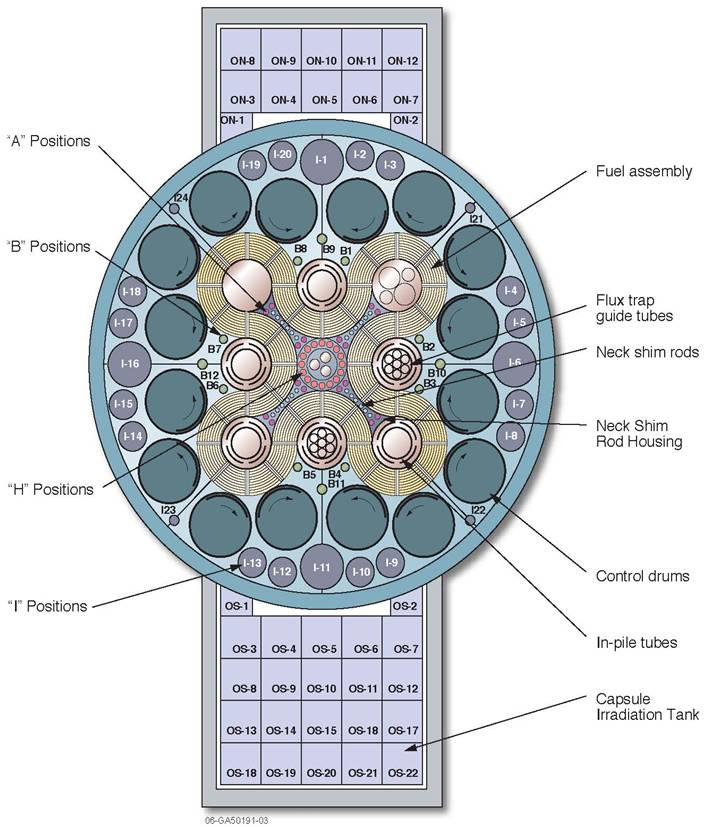 ON-8 ON-9 ON-10 ON-11 ON-12
ON-3 ON-4 ON-5 ON-6 ON-7
ON-1 ON-2
"A" Positions
I-19 I-20 I-1 I-2 I-3
Fuel assembly
I24 I21
"B" Positions
B8 B9 B1
I-18 I-4
Flux trap
guide tubes
I-17 I-5
B7 B2
Neck shim rods
I-16 B12 B10 I-6
B6 B3
I-15 I-7
Neck Shim
Rod Housing
I-14 I-8
"H" Positions
B5 B4
B11
I23 I22
I-13 I-12 I-11 I-10 I-9
Control drums
"I" Positions
OS-1 OS-2
In-pile tubes
OS-3 OS-4 OS-5 OS-6 OS-7
OS-8 OS-9 OS-10 OS-11 OS-12
Capsule
Irradiation Tank
OS-13 OS-14 OS-15 OS-18 OS-17
OS-18 OS-19 OS-20 OS-21 OS-22
06-GA50191-03